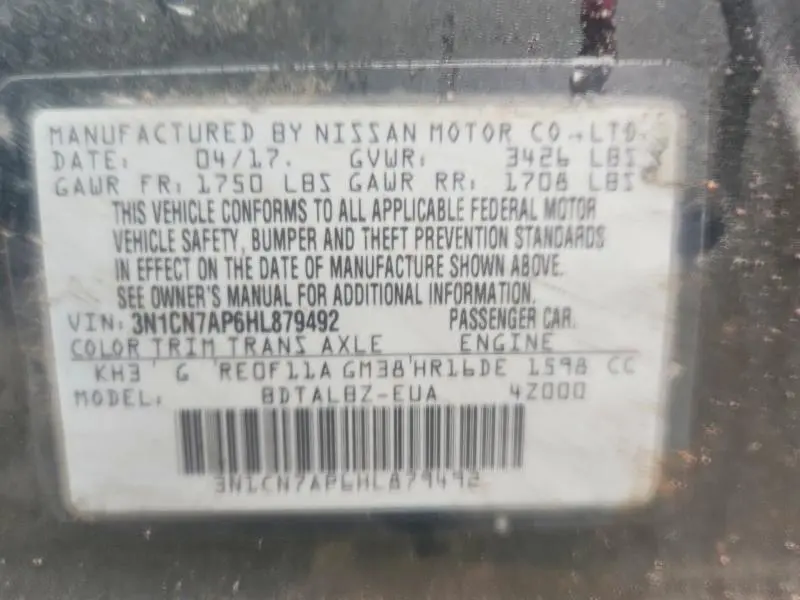 MANUFACTURED BY NISSAN MOTOR CO.,LTD.
DATE: 04/17. GVWR: 3426 LBS
GAWR FR: 1750 LBS GAWR RR: 1708 LBS
THIS VEHICLE CONFORMS TO ALL APPLICABLE FEDERAL MOTOR
VEHICLE SAFETY, BUMPER AND THEFT PREVENTION STANDARDS
IN EFFECT ON THE DATE OF MANUFACTURE SHOWN ABOVE.
SEE OWNER'S MANUAL FOR ADDITIONAL INFORMATION.
VIN: 3N1CN7AP6HL879492 PASSENGER CAR.
COLOR TRIM TRANS AXLE ENGINE
KH3 G RE0F11A GM38 HR16DE 1598 CC
MODEL: BDTALBZ-EUA 4Z000
3N1CN7AP6HL879492